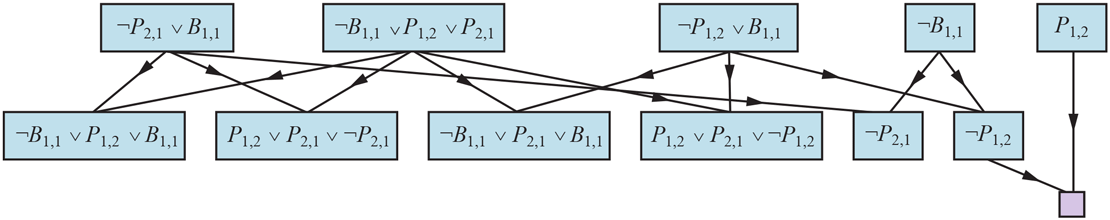 ¬P₂,₁ ∨ B₁,₁
¬B₁,₁ ∨ P₁,₂ ∨ P₂,₁
¬P₁,₂ ∨ B₁,₁
¬B₁,₁
P₁,₂
¬B₁,₁ ∨ P₁,₂ ∨ B₁,₁
P₁,₂ ∨ P₂,₁ ∨ ¬P₂,₁
¬B₁,₁ ∨ P₂,₁ ∨ B₁,₁
P₁,₂ ∨ P₂,₁ ∨ ¬P₁,₂
¬P₂,₁
¬P₁,₂